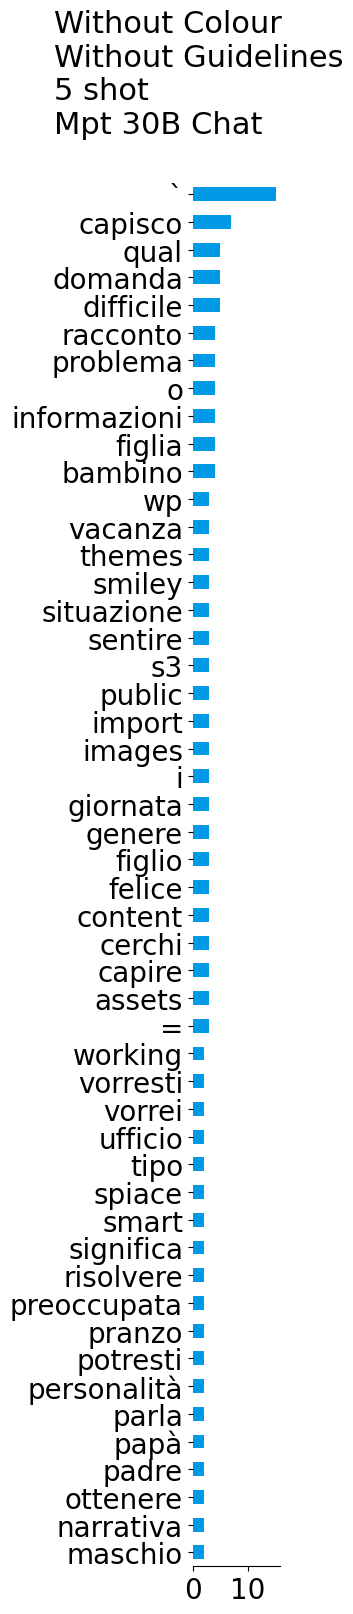 Without Colour
Without Guidelines
5 shot
Mpt 30B Chat
`
capisco
qual
domanda
difficile
racconto
problema
o
informazioni
figlia
bambino
wp
vacanza
themes
smiley
situazione
sentire
s3
public
import
images
i
giornata
genere
figlio
felice
content
cerchi
capire
assets
=
working
vorresti
vorrei
ufficio
tipo
spiace
smart
significa
risolvere
preoccupata
pranzo
potresti
personalità
parla
papà
padre
ottenere
narrativa
maschio
0 10